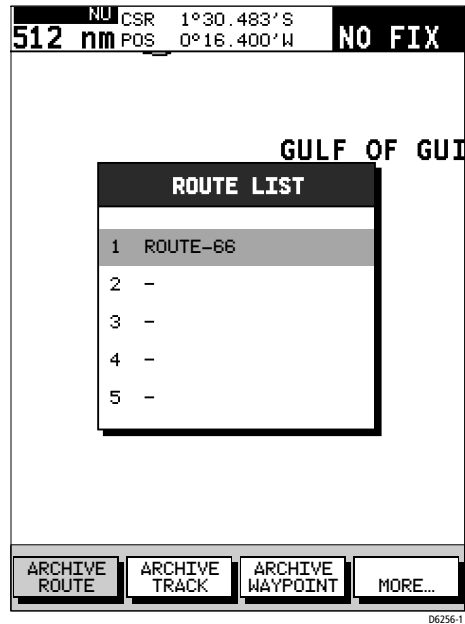 NU CSR 1°30.483'S
512 nm POS 0°16.400'W NO FIX
GULF OF GUI
ROUTE LIST
1 ROUTE-66
2 -
3 -
4 -
5 -
ARCHIVE ROUTE
ARCHIVE TRACK
ARCHIVE WAYPOINT
MORE...
D6256-1